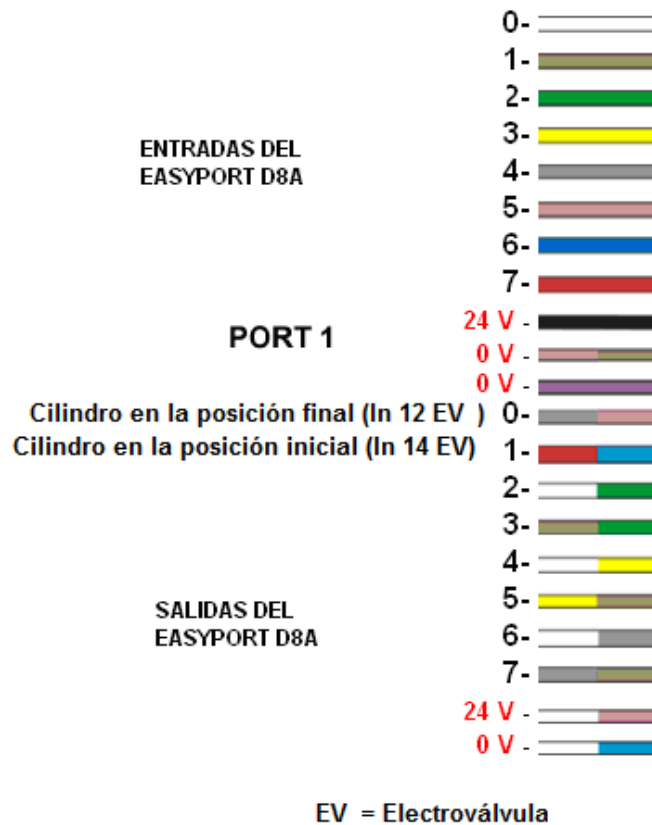 0-
1-
2-
ENTRADAS DEL
3-
EASYPORT D8A
4-
5-
6-
7-
24 V -
PORT 1
0 V -
0 V -
Cilindro en la posición final (In 12 EV ) 0-
Cilindro en la posición inicial (In 14 EV) 1-
2-
3-
4-
5-
SALIDAS DEL
EASYPORT D8A
6-
7-
24 V -
0 V -
EV = Electroválvula